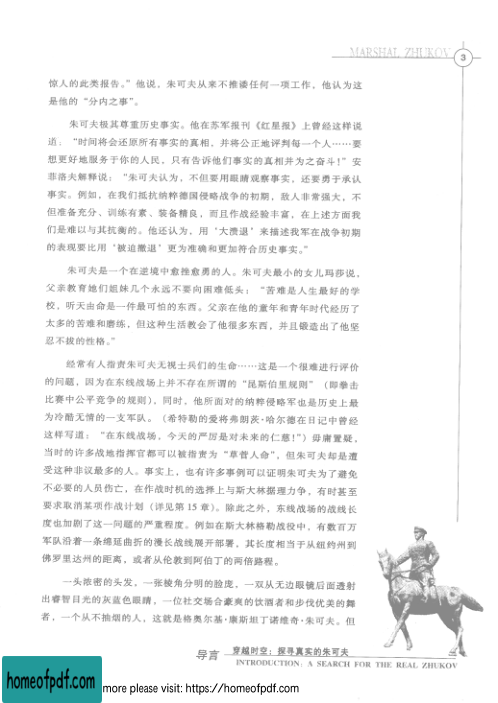 MARSHAL ZHUKOV
3
惊人的此类报告。”他说，朱可夫从来不推诿任何一项工作，他认为这
是他的“分内之事”。
朱可夫极其尊重历史事实。他在苏军报刊《红星报》上曾经这样说
道：“时间将会还原所有事实的真相，并将公正地评判每一个人……要
想更好地服务于你的人民，只有告诉他们事实的真相并为之奋斗！”安
菲洛夫解释说：“朱可夫认为，不但要用眼睛观察事实，还要勇于承认
事实。例如，在我们抵抗纳粹德国侵略战争的初期，敌人非常强大，不
但准备充分、训练有素、装备精良，而且作战经验丰富，在上述方面我
们是难以与其抗衡的。他还认为，用‘大溃退’来描述我军在战争初期
的表现要比用‘被迫撤退’更为准确和更加符合历史事实。”
朱可夫是一个在逆境中愈挫愈勇的人。朱可夫最小的女儿玛莎说，
父亲教育她们姐妹几个永远不要向困难低头：“苦难是人生最好的学
校，听天由命是一件最可怕的东西。父亲在他的童年和青年时代经历了
太多的苦难和磨练，但这种生活教会了他很多东西，并且锻造出了他坚
忍不拔的性格。”
经常有人指责朱可夫无视士兵们的生命……这是一个很难进行评价
的问题，因为在东线战场上并不存在所谓的“昆斯伯里规则”（即拳击
比赛中公平竞争的规则），同时，他所面对的纳粹侵略军也是历史上最
为冷酷无情的一支军队。（希特勒的爱将弗朗茨·哈尔德在日记中曾经
这样写道：“在东线战场，今天的严厉是对未来的仁慈！”）毋庸置疑，
当时的许多战地指挥官都可以被指责为“草菅人命”，但朱可夫却是遭
受这种非议最多的人。事实上，也有许多事例可以证明朱可夫为了避免
不必要的人员伤亡，在作战时机的选择上与斯大林据理力争，有时甚至
要求取消某项作战计划（详见第 15 章）。除此之外，东线战场的战线长
度也加剧了这一问题的严重程度。例如在斯大林格勒战役中，有数百万
军队沿着一条绵延曲折的漫长战线展开部署，其长度相当于从纽约州到
佛罗里达州的距离，或者从伦敦到阿伯丁的两倍路程。
一头浓密的头发，一张棱角分明的脸庞，一双从无边眼镜后面透射
出睿智目光的灰蓝色眼睛，一位社交场合豪爽的饮酒者和步伐优美的舞
者，一个从不抽烟的人，这就是格奥尔基·康斯坦丁诺维奇·朱可夫。但
导言 穿越时空：探寻真实的朱可夫
INTRODUCTION: A SEARCH FOR THE REAL ZHUKOV
homeofpdf.com
more please visit: https://homeofpdf.com